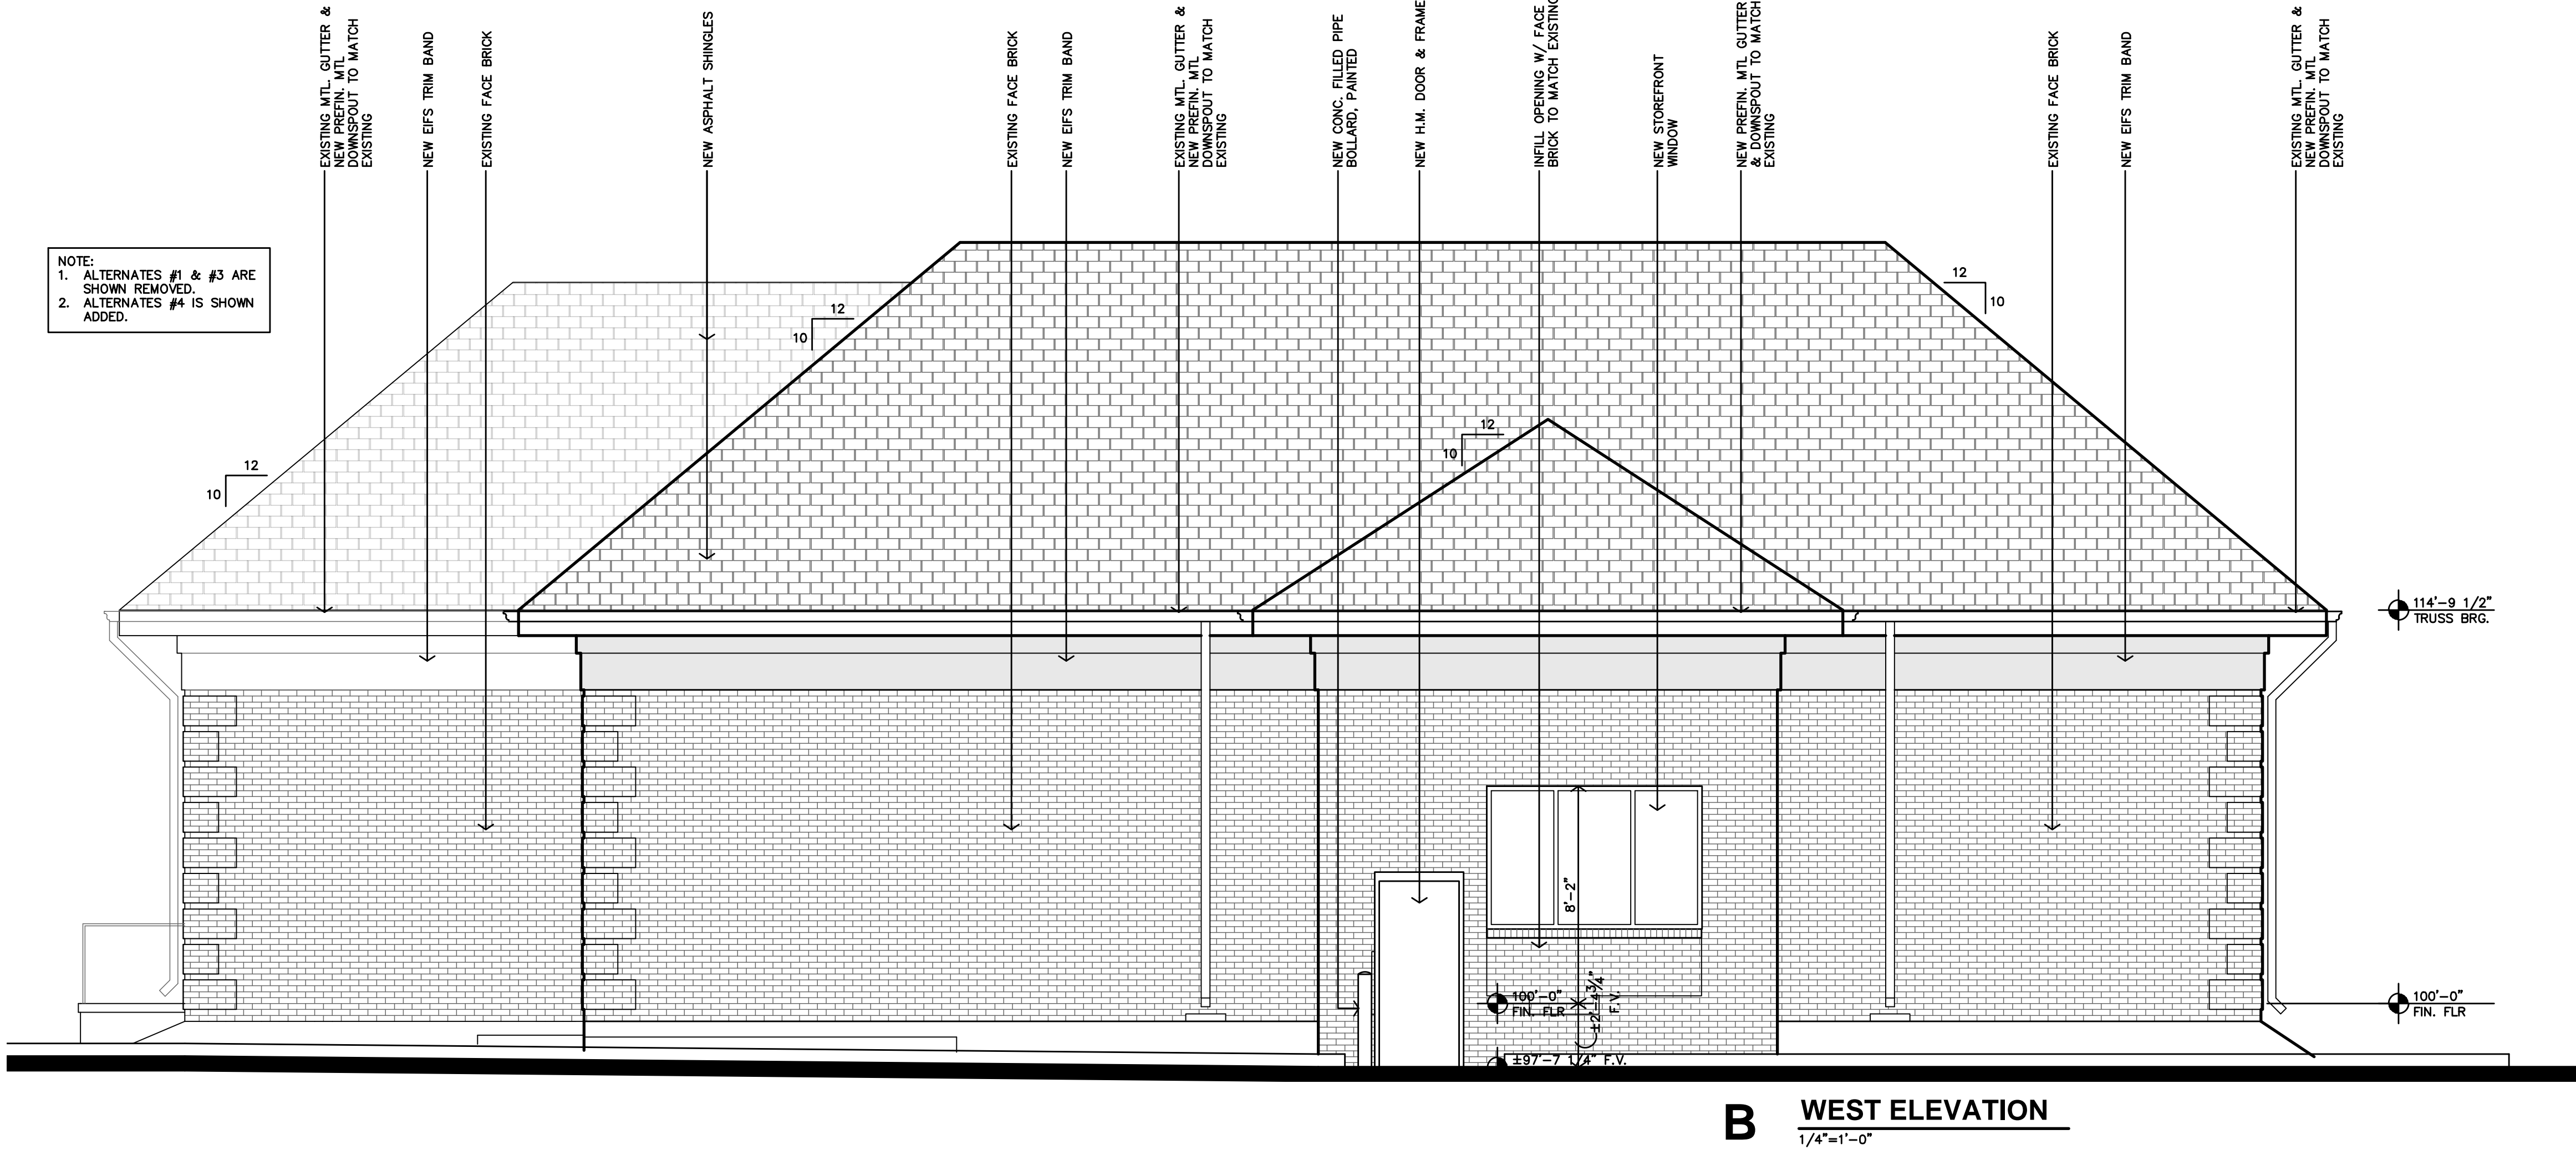 EXISTING MTL. GUTTER &
NEW PREFIN. MTL
DOWNSPOUT TO MATCH
EXISTING
NEW EIFS TRIM BAND
EXISTING FACE BRICK
NEW ASPHALT SHINGLES
EXISTING FACE BRICK
NEW EIFS TRIM BAND
EXISTING MTL. GUTTER &
NEW PREFIN. MTL
DOWNSPOUT TO MATCH
EXISTING
NEW CONC. FILLED PIPE
BOLLARD, PAINTED
NEW H.M. DOOR & FRAME
INFILL OPENING W/ FACE
BRICK TO MATCH EXISTING
NEW STOREFRONT
WINDOW
NEW PREFIN. MTL GUTTER
& DOWNSPOUT TO MATCH
EXISTING
EXISTING FACE BRICK
NEW EIFS TRIM BAND
EXISTING MTL. GUTTER &
NEW PREFIN. MTL
DOWNSPOUT TO MATCH
EXISTING
NOTE:
1. ALTERNATES #1 & #3 ARE
SHOWN REMOVED.
2. ALTERNATES #4 IS SHOWN
ADDED.
12
10
12
10
12
10
12
10
114'-9 1/2"
TRUSS BRG.
8'-2"
±2'-4¾"
F.V.
100'-0"
FIN. FLR
100'-0"
FIN. FLR
±97'-7 1/4" F.V.
B WEST ELEVATION
1/4"=1'-0"